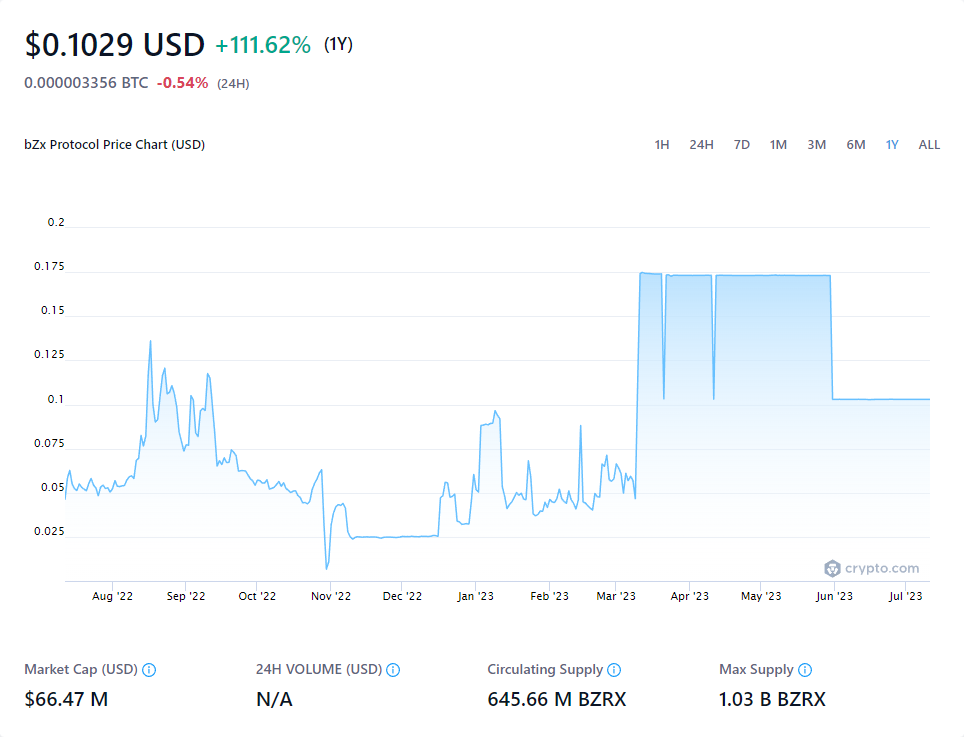 $0.1029 USD +111.62% (1Y)
0.000003356 BTC -0.54% (24H)
bZx Protocol Price Chart (USD) 1H 24H 7D 1M 3M 6M 1Y ALL
0.2
0.175
0.15
0.125
0.1
0.075
0.05
0.025
crypto.com
Aug '22 Sep '22 Oct '22 Nov '22 Dec '22 Jan '23 Feb '23 Mar '23 Apr '23 May '23 Jun '23 Jul '23
Market Cap (USD) 24H VOLUME (USD) Circulating Supply Max Supply
$66.47 M N/A 645.66 M BZRX 1.03 B BZRX